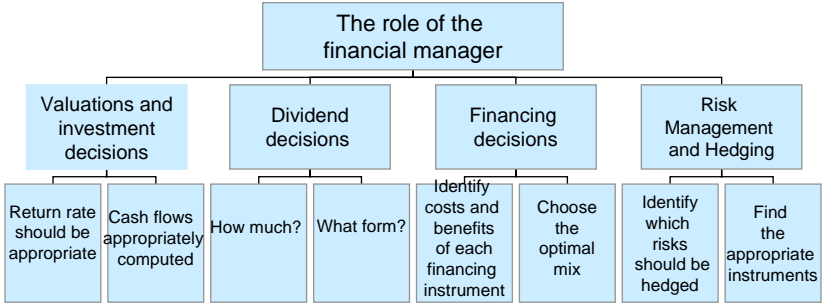 The role of the
financial manager
Valuations and
investment
decisions
Dividend
decisions
Financing
decisions
Risk
Management
and Hedging
Return rate
should be
appropriate
Cash flows
appropriately
computed
How much?
What form?
Identify
costs and
benefits
of each
financing
instrument
Choose
the
optimal
mix
Identify
which
risks
should be
hedged
Find
the
appropriate
instruments